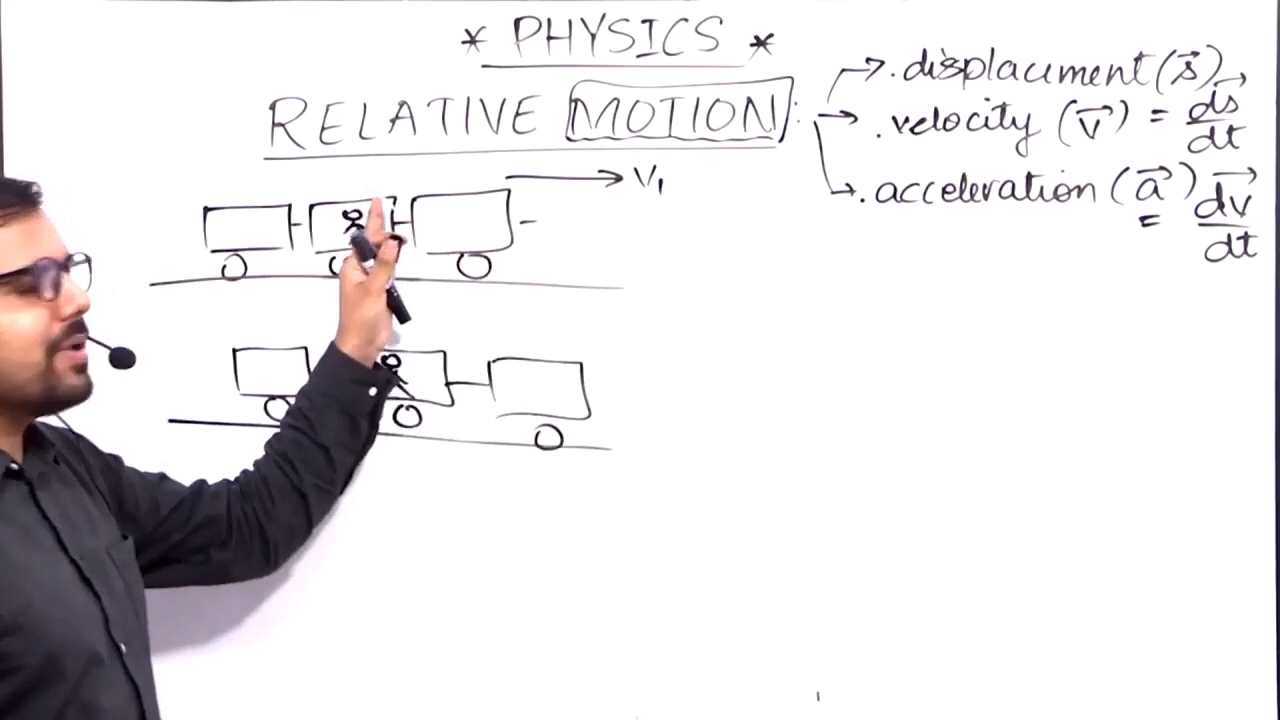 * PHYSICS *
RELATIVE MOTION :
→ . displacement (s⃗)
→ . velocity (v⃗) = ds⃗/dt
→ . acceleration (a⃗) = dv⃗/dt
→ V₁